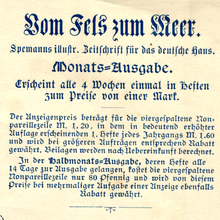 Vom Fels zum Meer.
Spemanns illustr. Zeitschrift für das deutsche Haus.
Monats=Ausgabe.
Erscheint alle 4 Wochen einmal in Heften
zum Preise von einer Mark.
Der Anzeigenpreis beträgt für die viergespaltene Non-
pareillezeile M. 1.20, in dem in bedeutend erhöhter
Auflage erscheinenden 1. Hefte jedes Jahrgangs M. 1.60
und wird bei größeren Aufträgen entsprechend Rabatt
gewährt. Beilagen werden nach Uebereinkunft berechnet.
In der Halbmonats=Ausgabe, deren Hefte alle
14 Tage zur Ausgabe gelangen, kostet die viergespaltene
Nonpareillezeile nur 80 Pfennig und wird von diesem
Preise bei mehrmaliger Aufgabe einer Anzeige ebenfalls
Rabatt gewährt.